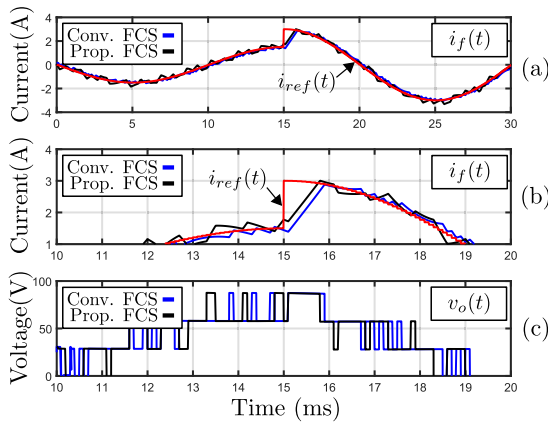 Current(A)
4
2
0
-2
-4
Conv. FCS
Prop. FCS
i_f(t)
i_ref(t)
(a)
0 5 10 15 20 25 30
Current(A)
4
3
2
1
Conv. FCS
Prop. FCS
i_ref(t)
i_f(t)
(b)
10 11 12 13 14 15 16 17 18 19 20
Voltage(V)
100
50
0
Conv. FCS
Prop. FCS
v_o(t)
(c)
10 11 12 13 14 15 16 17 18 19 20
Time (ms)